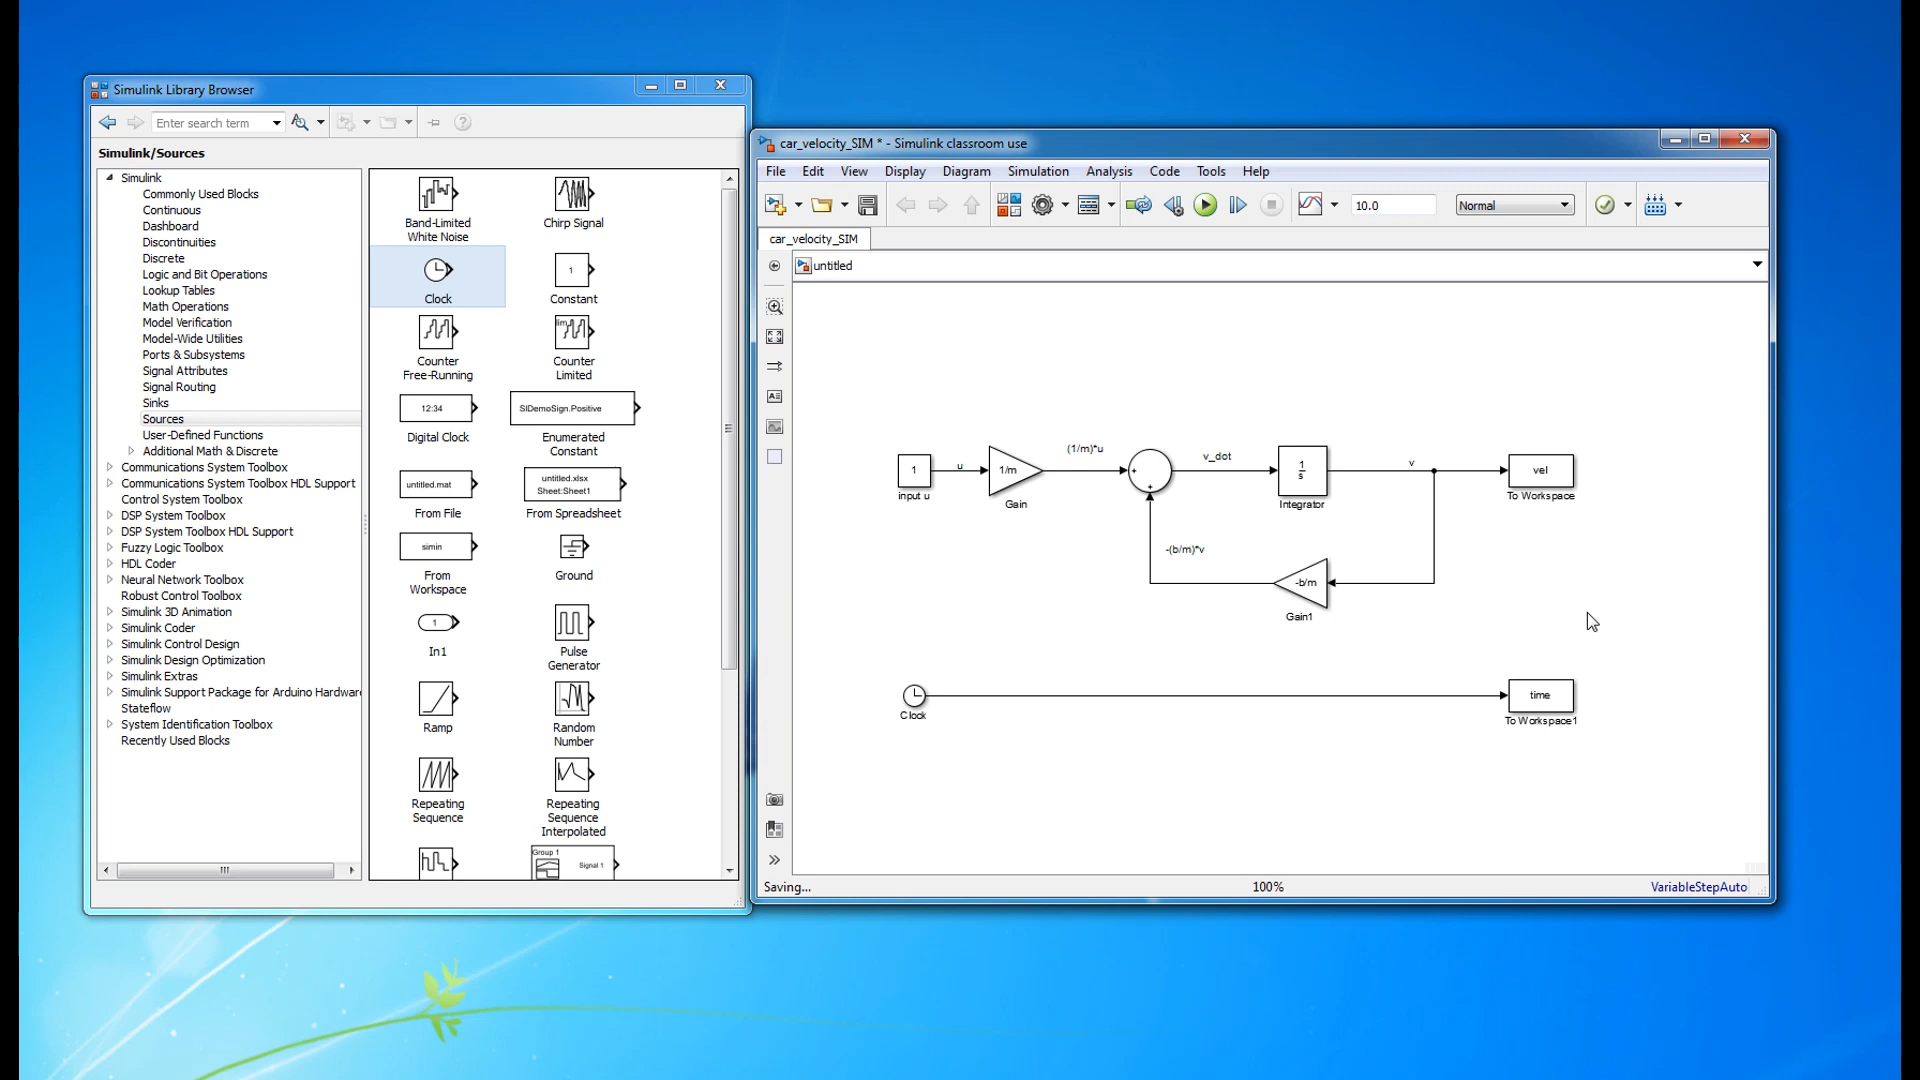 Simulink Library Browser
Enter search term
Simulink/Sources
Simulink
Commonly Used Blocks
Continuous
Dashboard
Discontinuities
Discrete
Logic and Bit Operations
Lookup Tables
Math Operations
Model Verification
Model-Wide Utilities
Ports & Subsystems
Signal Attributes
Signal Routing
Sinks
Sources
User-Defined Functions
Additional Math & Discrete
Communications System Toolbox
Communications System Toolbox HDL Support
Control System Toolbox
DSP System Toolbox
DSP System Toolbox HDL Support
Fuzzy Logic Toolbox
HDL Coder
Neural Network Toolbox
Robust Control Toolbox
Simulink 3D Animation
Simulink Coder
Simulink Control Design
Simulink Design Optimization
Simulink Extras
Simulink Support Package for Arduino Hardware
Stateflow
System Identification Toolbox
Recently Used Blocks
Band-Limited
White Noise
Chirp Signal
Clock
1
Constant
Counter
Free-Running
lim
Counter
Limited
12:34
Digital Clock
SlDemoSign.Positive
Enumerated
Constant
untitled.mat
From File
untitled.xlsx
Sheet:Sheet1
From Spreadsheet
simin
From
Workspace
Ground
1
In1
Pulse
Generator
Ramp
Random
Number
Repeating
Sequence
Repeating
Sequence
Interpolated
Group 1
Signal 1
car_velocity_SIM * - Simulink classroom use
File Edit View Display Diagram Simulation Analysis Code Tools Help
10.0
Normal
car_velocity_SIM
untitled
1
input u
u
1/m
Gain
(1/m)*u
+
+
v_dot
1
s
Integrator
v
vel
To Workspace
-(b/m)*v
-b/m
Gain1
Clock
time
To Workspace1
Saving...
100%
VariableStepAuto